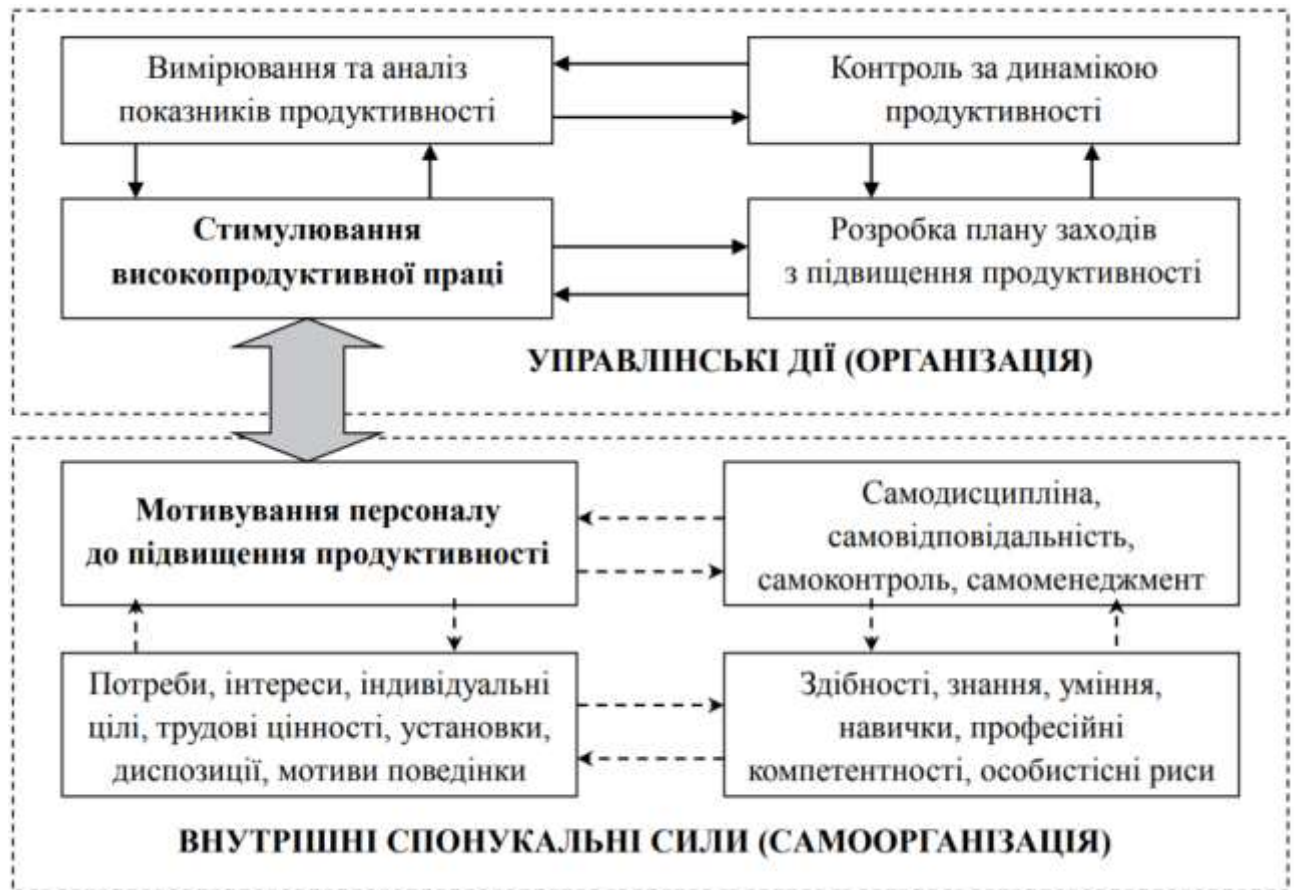 Вимірювання та аналіз
показників продуктивності
Контроль за динамікою
продуктивності
Стимулювання
високопродуктивної праці
Розробка плану заходів
з підвищення продуктивності
УПРАВЛІНСЬКІ ДІЇ (ОРГАНІЗАЦІЯ)
Мотивування персоналу
до підвищення продуктивності
Самодисципліна,
самовідповідальність,
самоконтроль, самоменеджмент
Потреби, інтереси, індивідуальні
цілі, трудові цінності, установки,
диспозиції, мотиви поведінки
Здібності, знання, уміння,
навички, професійні
компетентності, особистісні риси
ВНУТРІШНІ СПОНУКАЛЬНІ СИЛИ (САМООРГАНІЗАЦІЯ)